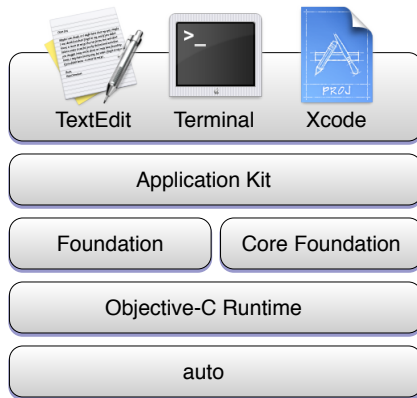 >_
PROJ
TextEdit Terminal Xcode
Application Kit
Foundation Core Foundation
Objective-C Runtime
auto